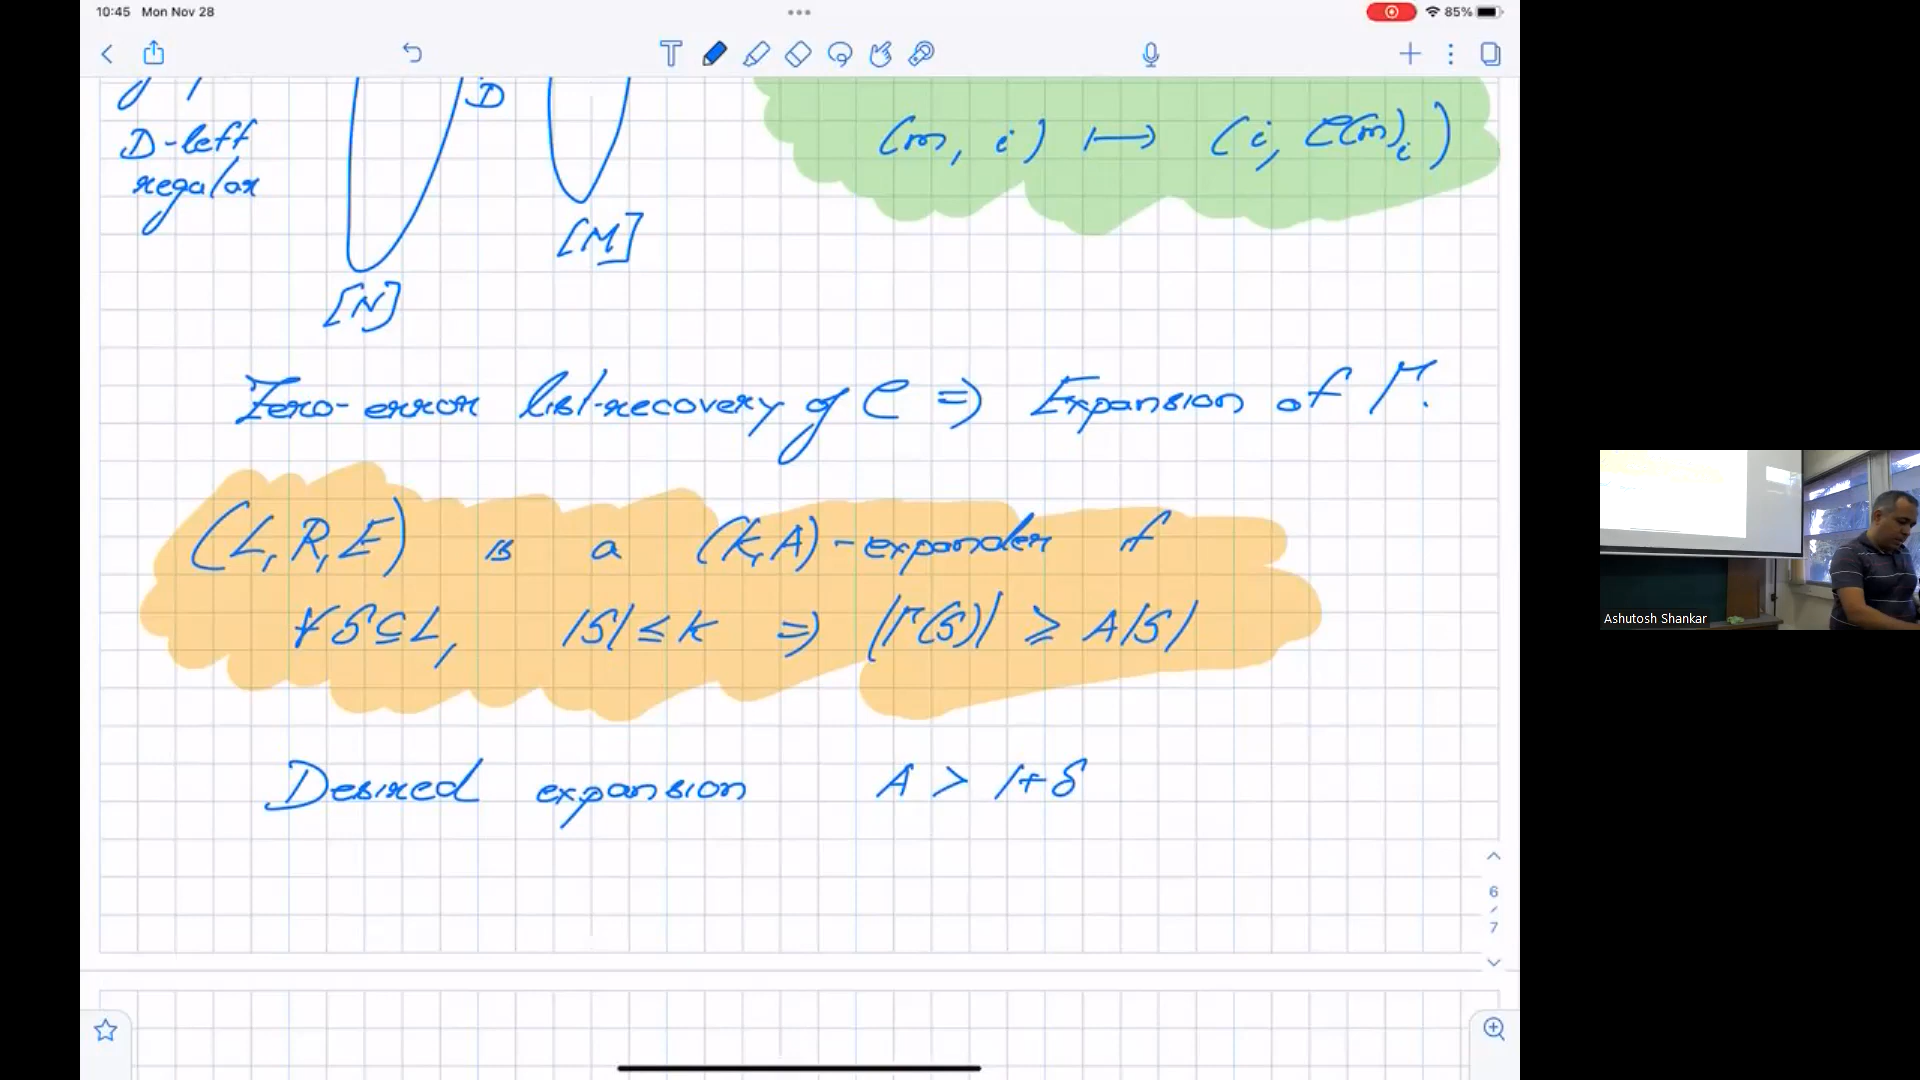 10:45 Mon Nov 28
85%
D
D-left
regular
(m, i) ⟼ (i, C(m)_i)
[M]
[N]
Zero-error list-recovery of C ⇒ Expansion of Γ.
(L, R, E) is a (K, A)-expander if
∀ S ⊆ L, |S| ≤ K ⇒ |Γ(S)| ≥ A|S|
Desired expansion A > 1+δ
6
7
Ashutosh Shankar